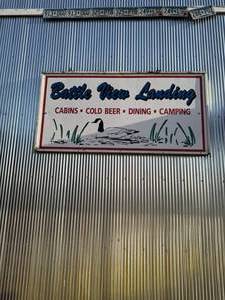 Battle View Landing
CABINS • COLD BEER • DINING • CAMPING